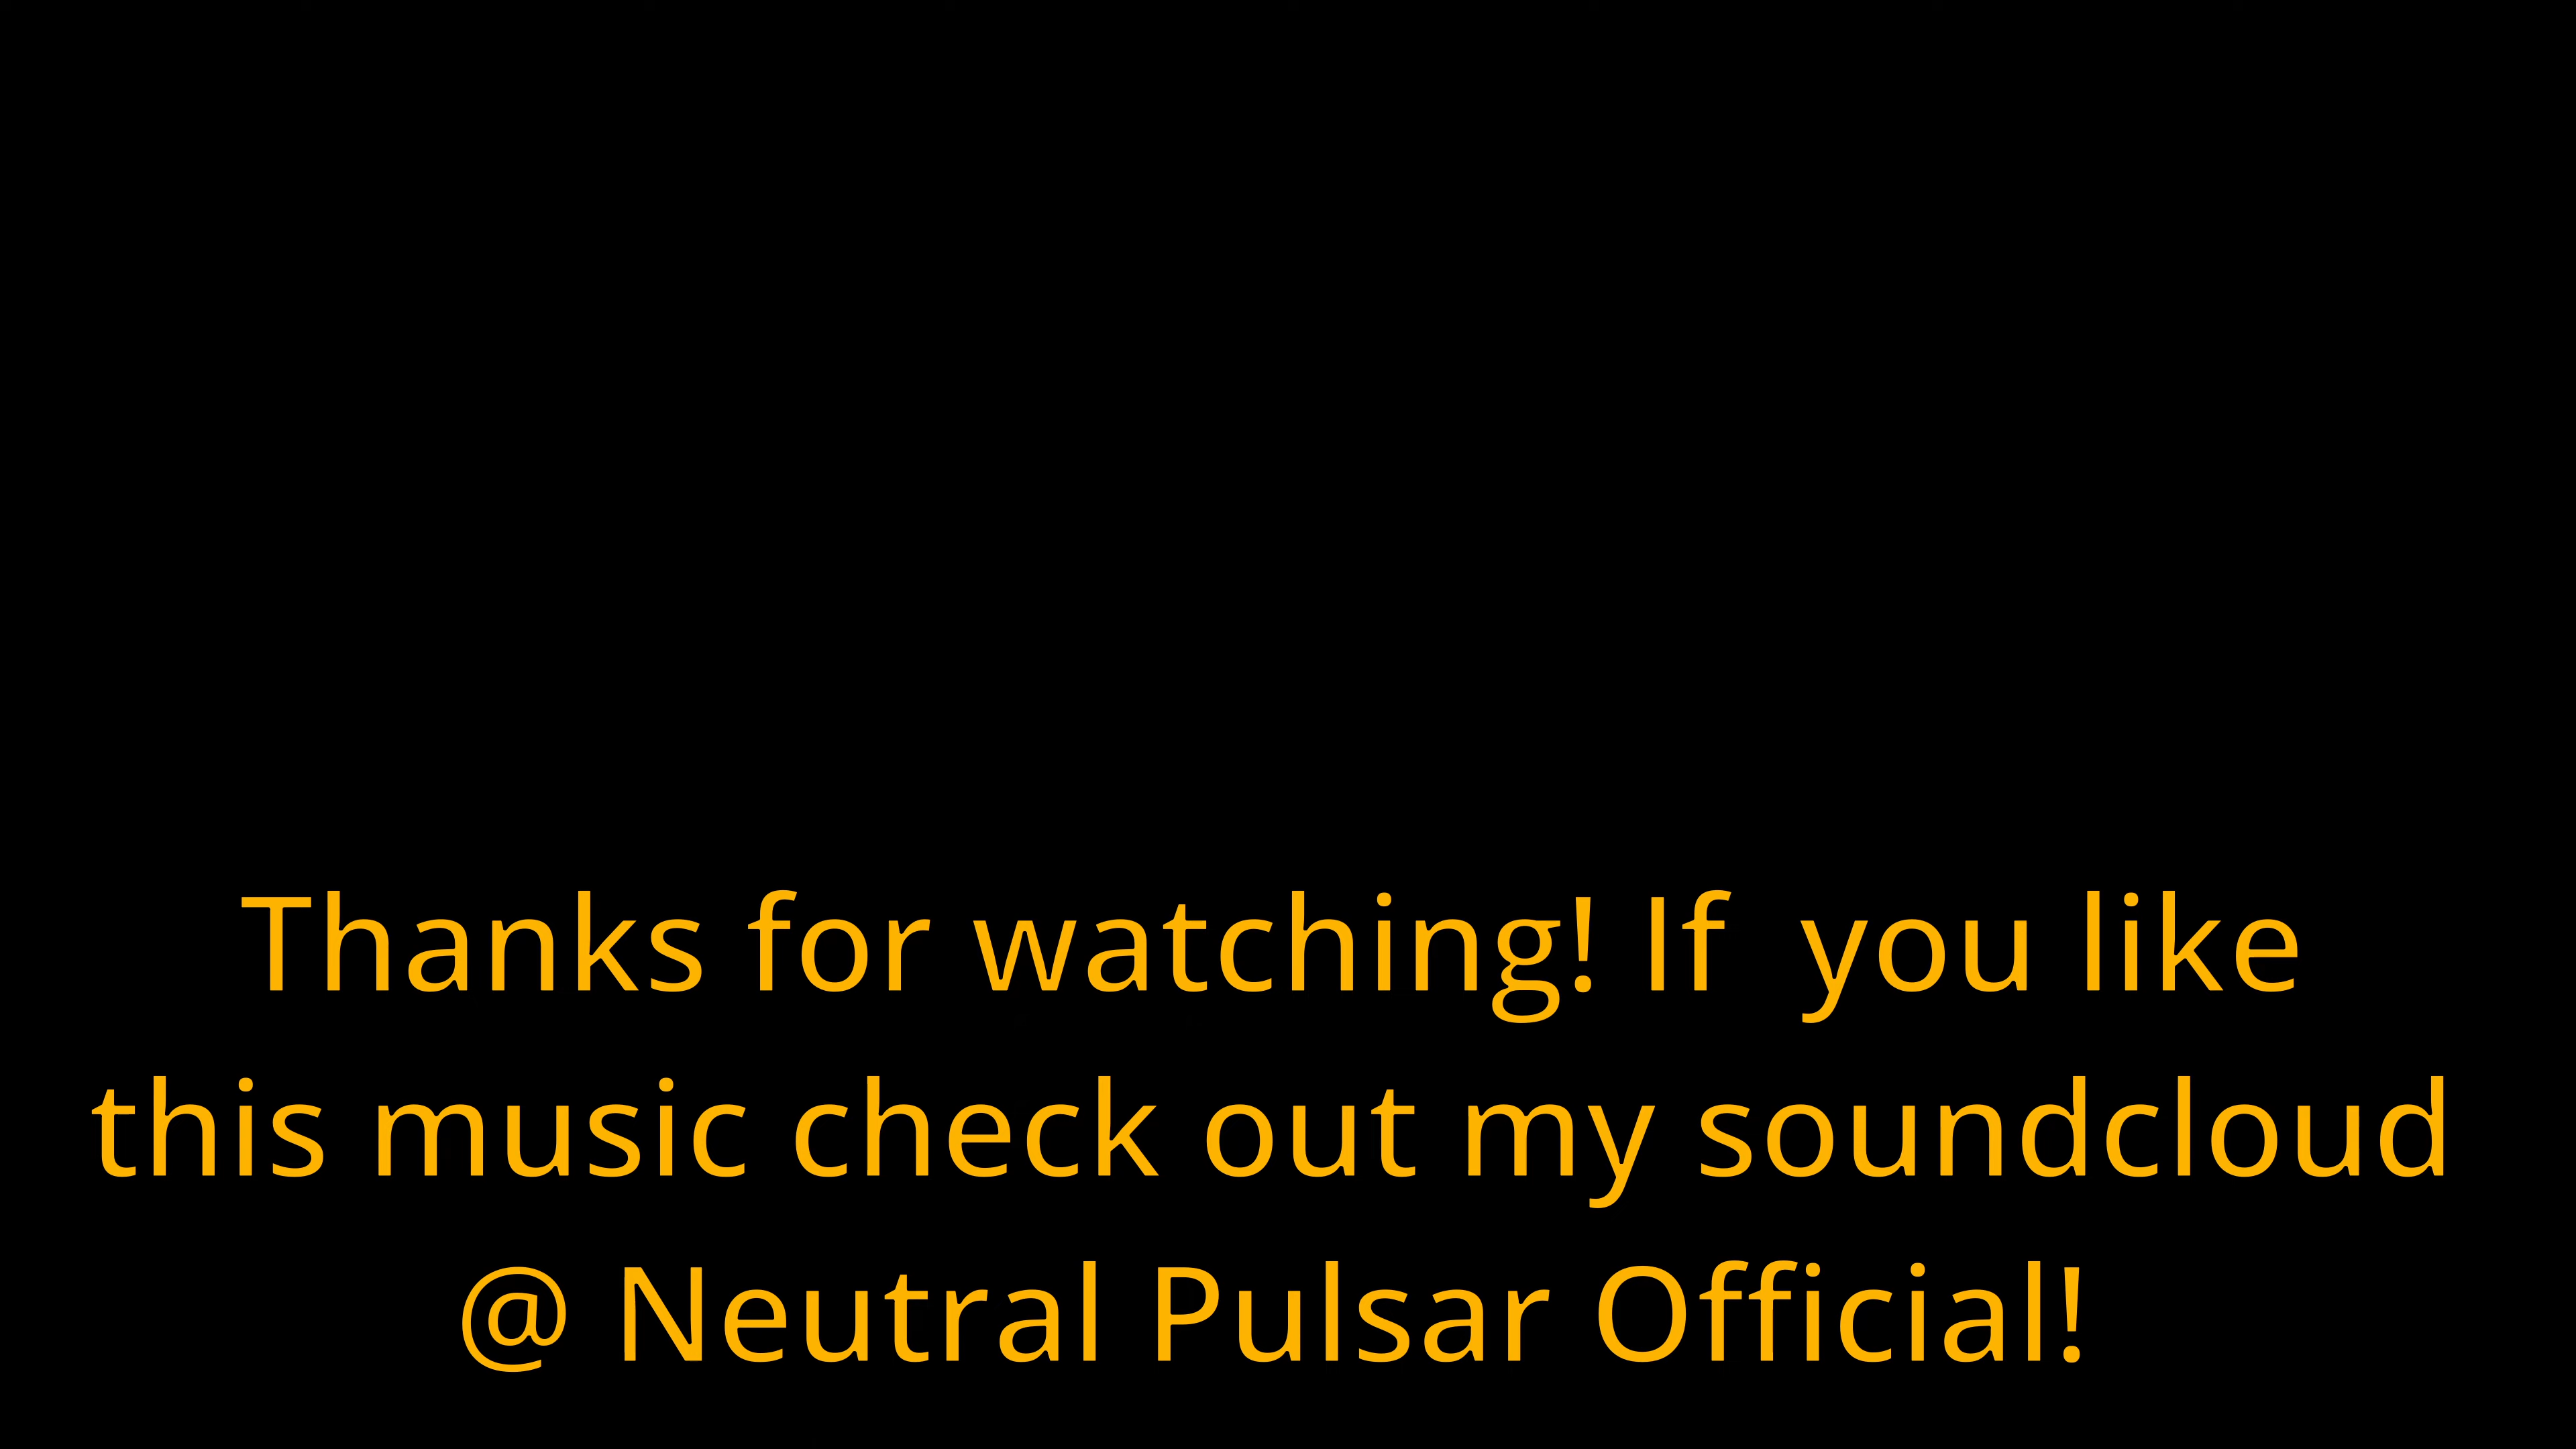 Thanks for watching! If  you like
this music check out my soundcloud
@ Neutral Pulsar Official!